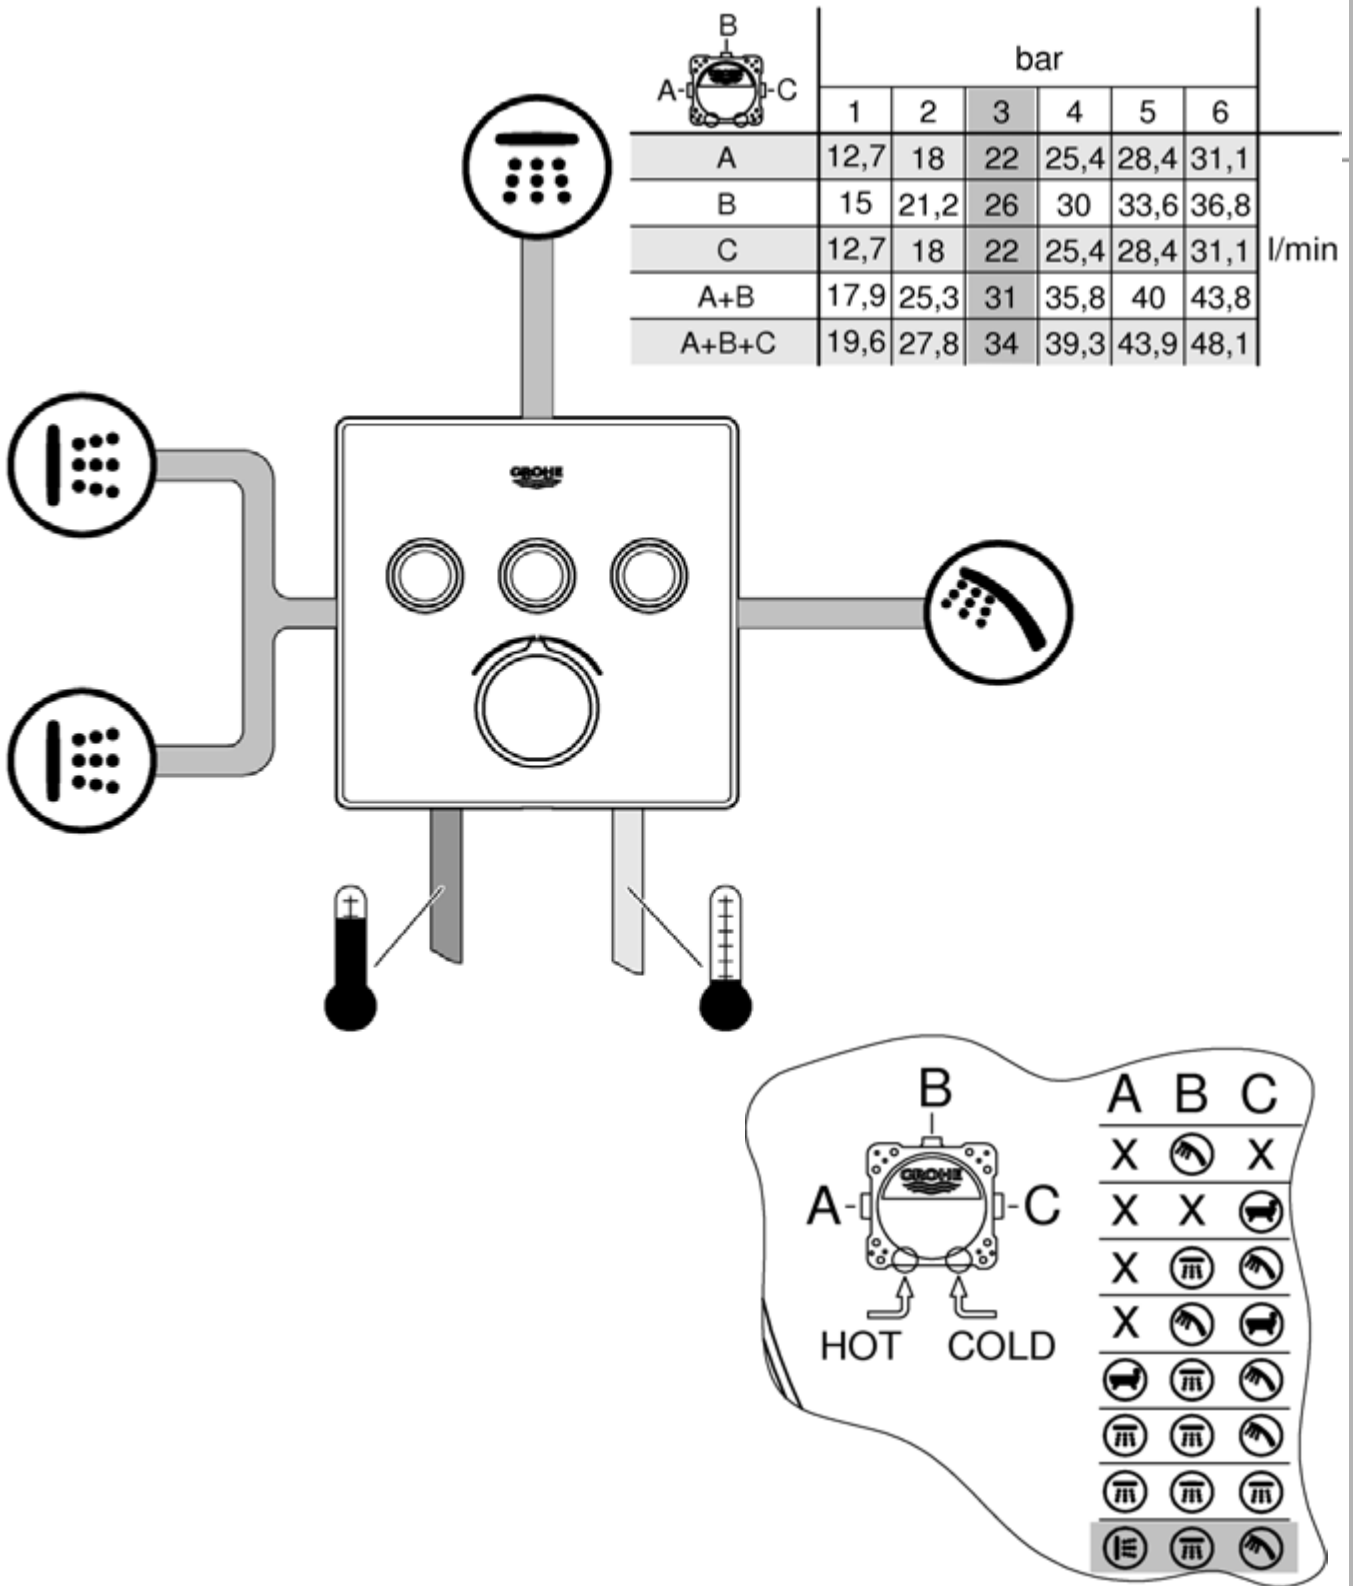 B
A C
bar
1 2 3 4 5 6
A 12,7 18 22 25,4 28,4 31,1
B 15 21,2 26 30 33,6 36,8
C 12,7 18 22 25,4 28,4 31,1 l/min
A+B 17,9 25,3 31 35,8 40 43,8
A+B+C 19,6 27,8 34 39,3 43,9 48,1
GROHE
B
GROHE
A C
HOT COLD
A B C
X X
X X
X
X